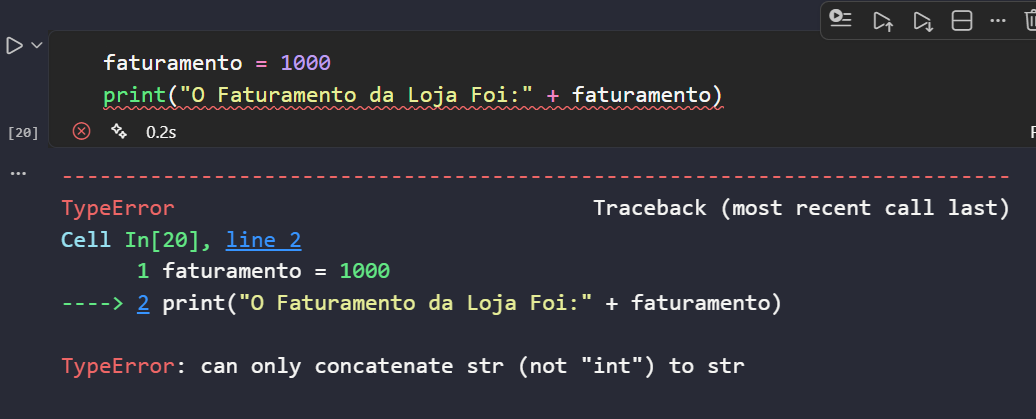 faturamento = 1000
print("O Faturamento da Loja Foi:" + faturamento)
[20]
0.2s
---------------------------------------------------------------------------
TypeError Traceback (most recent call last)
Cell In[20], line 2
1 faturamento = 1000
----> 2 print("O Faturamento da Loja Foi:" + faturamento)
TypeError: can only concatenate str (not "int") to str